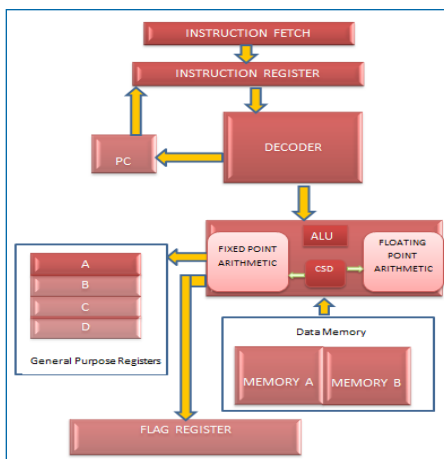 INSTRUCTION FETCH
INSTRUCTION REGISTER
DECODER
PC
ALU
FIXED POINT
ARITHMETIC
CSD
FLOATING
POINT
ARITHMETIC
A
B
C
D
General Purpose Registers
Data Memory
MEMORY A
MEMORY B
FLAG REGISTER